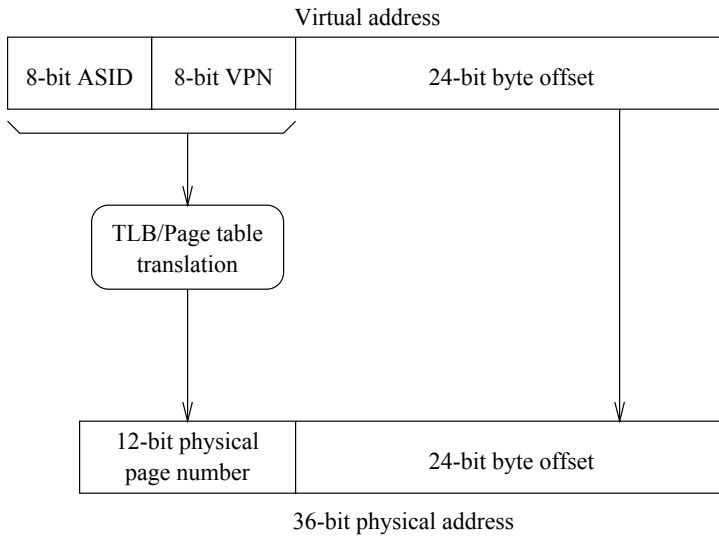 Virtual address
8-bit ASID
8-bit VPN
24-bit byte offset
TLB/Page table
translation
12-bit physical
page number
24-bit byte offset
36-bit physical address